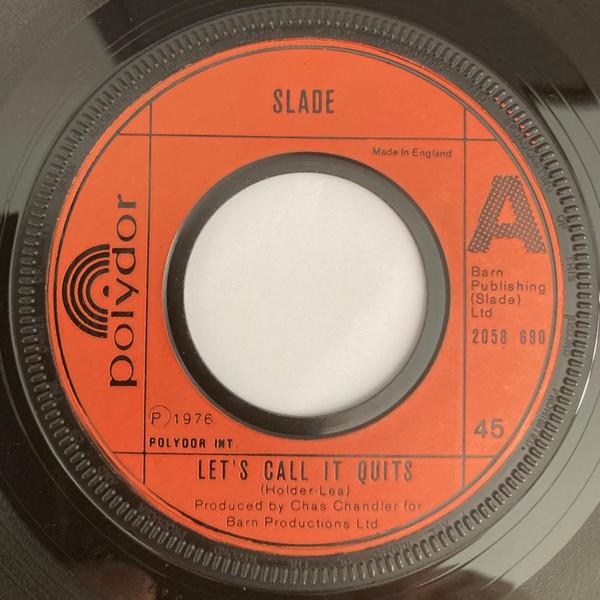 SLADE
Made In England
polydor
A
Barn
Publishing
(Slade)
Ltd
2058 690
℗ 1976
POLYDOR INT.
45
LET'S CALL IT QUITS
(Holder-Lea)
Produced by Chas Chandler for
Barn Productions Ltd